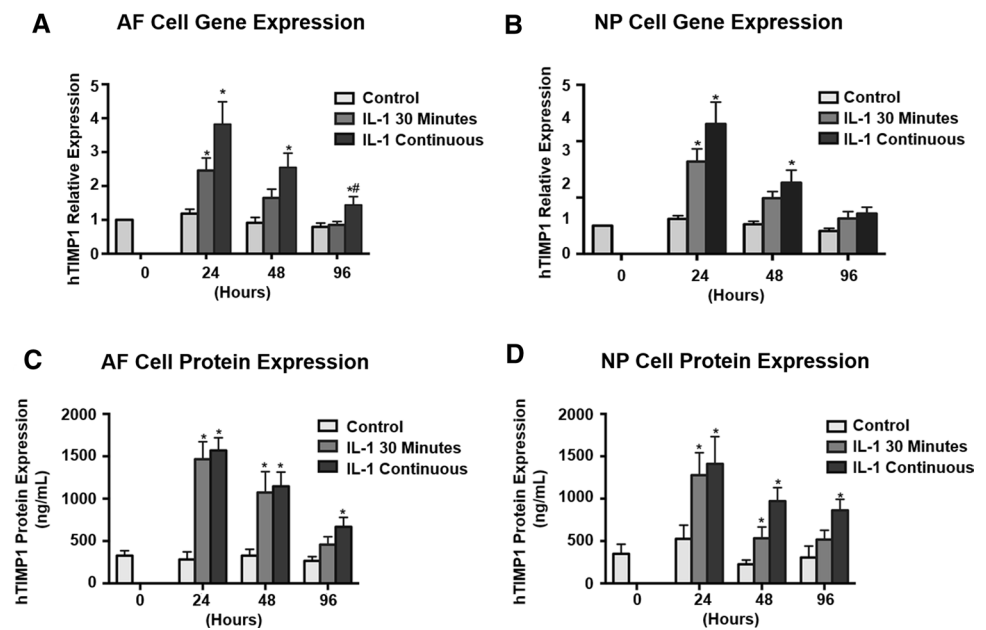 A AF Cell Gene Expression
hTIMP1 Relative Expression
5
4
3
2
1
0
Control
IL-1 30 Minutes
IL-1 Continuous
*
*
*
*#
0 24 48 96
(Hours)
B NP Cell Gene Expression
hTIMP1 Relative Expression
5
4
3
2
1
0
Control
IL-1 30 Minutes
IL-1 Continuous
*
*
*
0 24 48 96
(Hours)
C AF Cell Protein Expression
hTIMP1 Protein Expression
(ng/mL)
2000
1500
1000
500
0
Control
IL-1 30 Minutes
IL-1 Continuous
* *
* *
*
0 24 48 96
(Hours)
D NP Cell Protein Expression
hTIMP1 Protein Expression
(ng/mL)
2000
1500
1000
500
0
Control
IL-1 30 Minutes
IL-1 Continuous
*
*
*
*
*
0 24 48 96
(Hours)